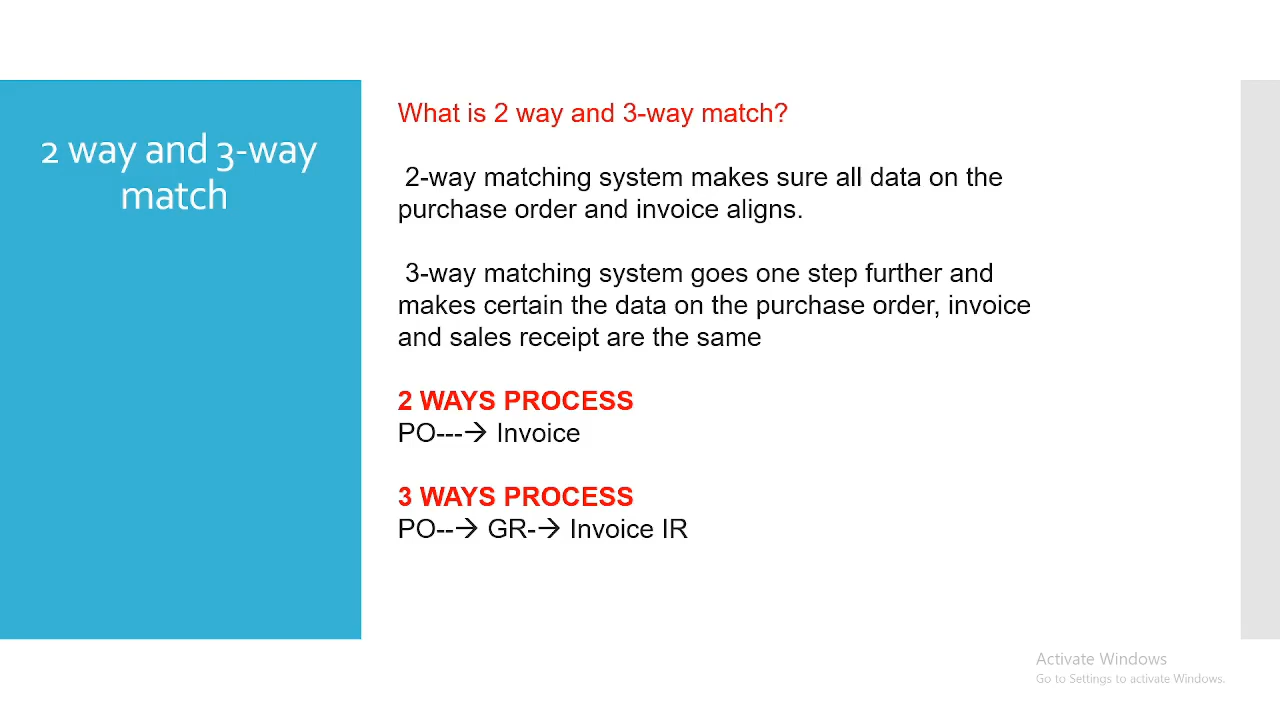 2 way and 3-way
match
What is 2 way and 3-way match?
2-way matching system makes sure all data on the
purchase order and invoice aligns.
3-way matching system goes one step further and
makes certain the data on the purchase order, invoice
and sales receipt are the same
2 WAYS PROCESS
PO---→ Invoice
3 WAYS PROCESS
PO--→ GR-→ Invoice IR
Activate Windows
Go to Settings to activate Windows.